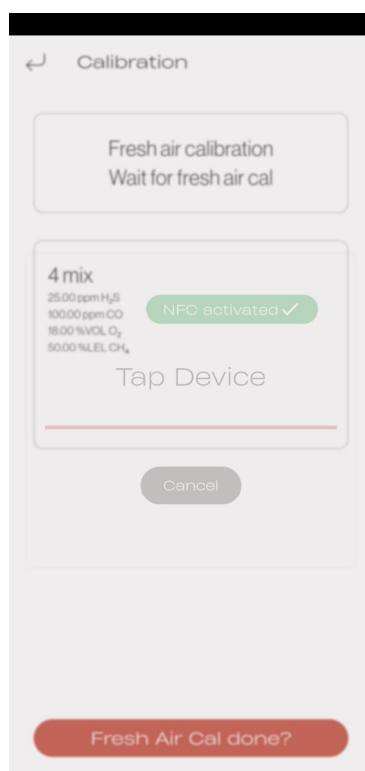 Calibration
Fresh air calibration
Wait for fresh air cal
4 mix
25.00 ppm H₂S
100.00 ppm CO
18.00 %VOL O₂
50.00 %LEL CH₄
NFC activated ✓
Tap Device
Cancel
Fresh Air Cal done?